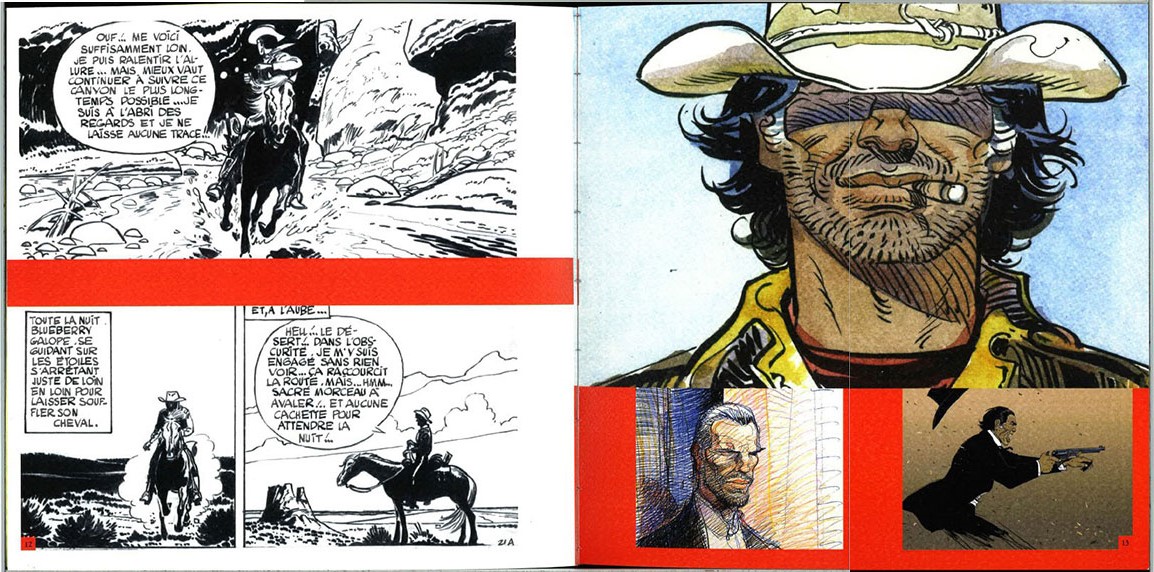 OUF!.. ME VOICI
SUFFISAMMENT LOIN.
JE PUIS RALENTIR L'AL-
LURE... MAIS, MIEUX VAUT
CONTINUER À SUIVRE CE
CANYON LE PLUS LONG-
TEMPS POSSIBLE ... JE
SUIS À L'ABRI DES
REGARDS ET JE NE
LAISSE AUCUNE TRACE...
TOUTE LA NUIT.
BLUEBERRY
GALOPE. SE
GUIDANT SUR
LES ÉTOILES
S'ARRÊTANT
JUSTE DE LOIN
EN LOIN POUR
LAISSER SOUF-
FLER SON
CHEVAL.
ET, A L'AUBE...
HELL!.. LE DÉ-
SERT!.. DANS L'OBS-
CURITÉ. JE M'Y SUIS
ENGAGÉ SANS RIEN
VOIR... ÇA RACCOURCIT
LA ROUTE. MAIS... HMM..
SACRÉ MORCEAU À
AVALER!.. ET AUCUNE
CACHETTE POUR
ATTENDRE LA
NUIT!..
21A
12
13